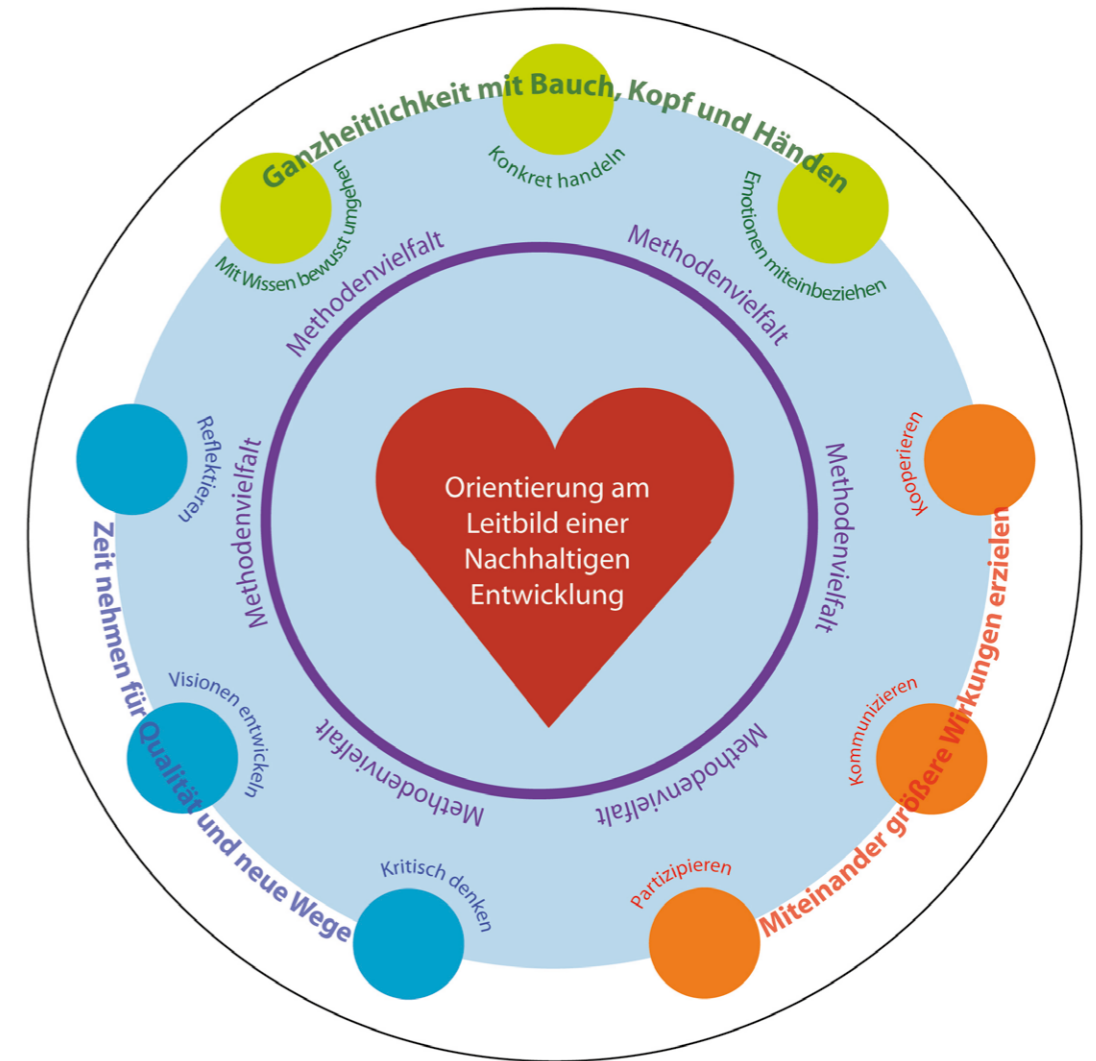 Ganzheitlichkeit mit Bauch, Kopf und Händen
Mit Wissen bewusst umgehen
Konkret handeln
Emotionen miteinbeziehen
Methodenvielfalt
Methodenvielfalt
Methodenvielfalt
Methodenvielfalt
Methodenvielfalt
Methodenvielfalt
Orientierung am
Leitbild einer
Nachhaltigen
Entwicklung
Zeit nehmen für Qualität und neue Wege
Reflektieren
Visionen entwickeln
Kritisch denken
Miteinander größere Wirkungen erzielen
Kooperieren
Kommunizieren
Partizipieren